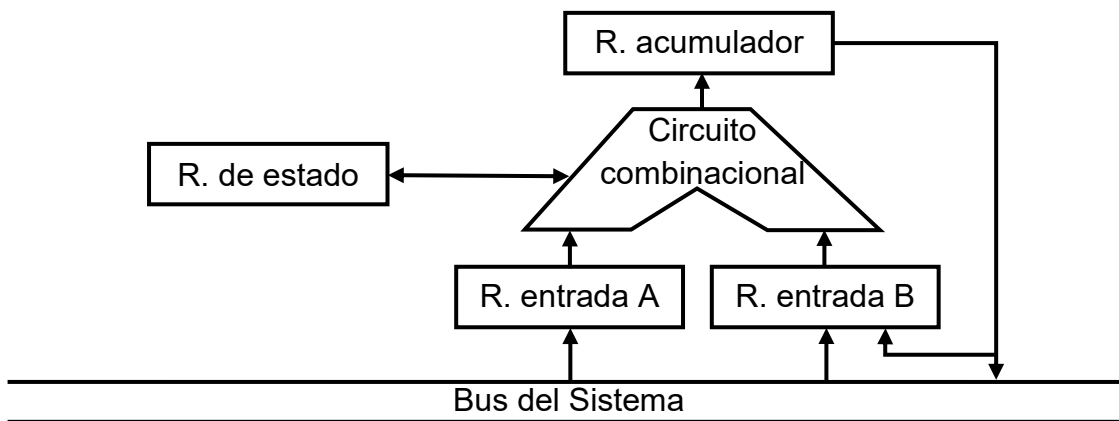 R. acumulador
Circuito
combinacional
R. de estado
R. entrada A
R. entrada B
Bus del Sistema